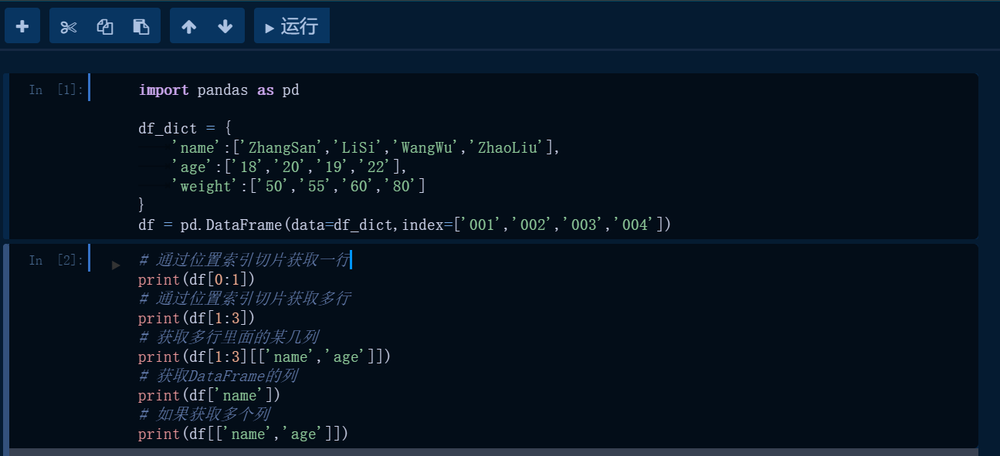 运行
In [1]:
import pandas as pd
df_dict = {
'name':['ZhangSan','LiSi','WangWu','ZhaoLiu'],
'age':['18','20','19','22'],
'weight':['50','55','60','80']
}
df = pd.DataFrame(data=df_dict,index=['001','002','003','004'])
In [2]:
# 通过位置索引切片获取一行
print(df[0:1])
# 通过位置索引切片获取多行
print(df[1:3])
# 获取多行里面的某几列
print(df[1:3][['name','age']])
# 获取DataFrame的列
print(df['name'])
# 如果获取多个列
print(df[['name','age']])